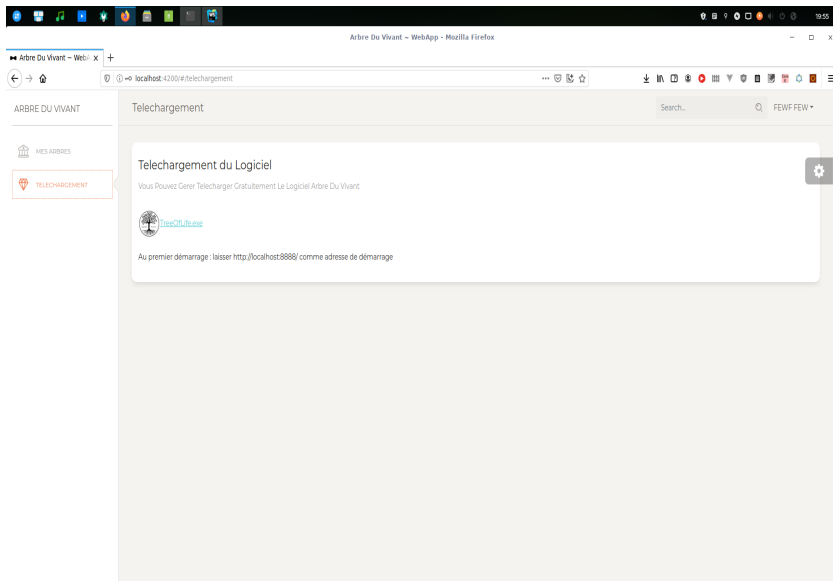 19:55
Arbre Du Vivant ~ WebApp - Mozilla Firefox
Arbre Du Vivant ~ WebA
localhost:4200/#/telechargement
ARBRE DU VIVANT
Telechargement
Search...
FEWF FEW
MES ARBRES
TELECHARGEMENT
Telechargement du Logiciel
Vous Pouvez Gerer Telecharger Gratuitement Le Logiciel Arbre Du Vivant
TreeOfLife.exe
Au premier démarrage : laisser http://localhost:8888/ comme adresse de démarrage